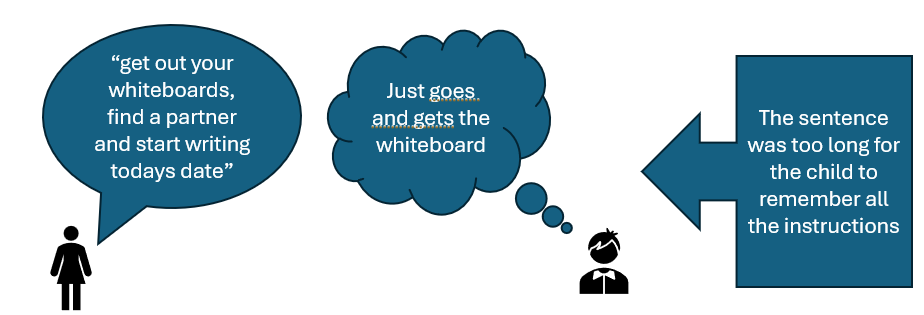 “get out your
whiteboards,
find a partner
and start writing
todays date”
Just goes
and gets the
whiteboard
The sentence
was too long for
the child to
remember all
the instructions